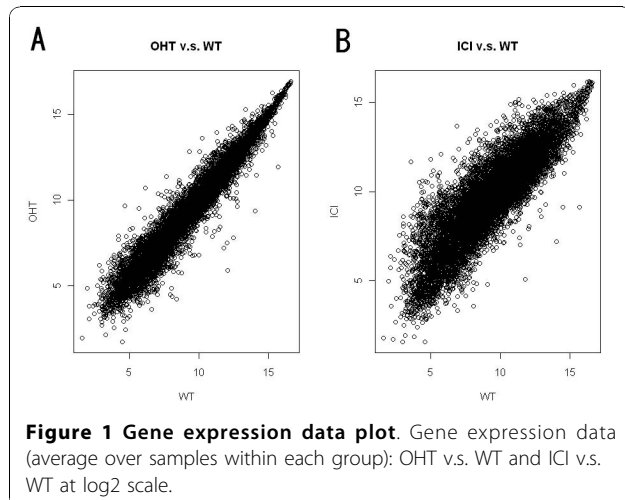 A
OHT v.s. WT
15
10
5
OHT
5 10 15
WT
B
ICI v.s. WT
15
10
5
ICI
5 10 15
WT
Figure 1 Gene expression data plot. Gene expression data
(average over samples within each group): OHT v.s. WT and ICI v.s.
WT at log2 scale.